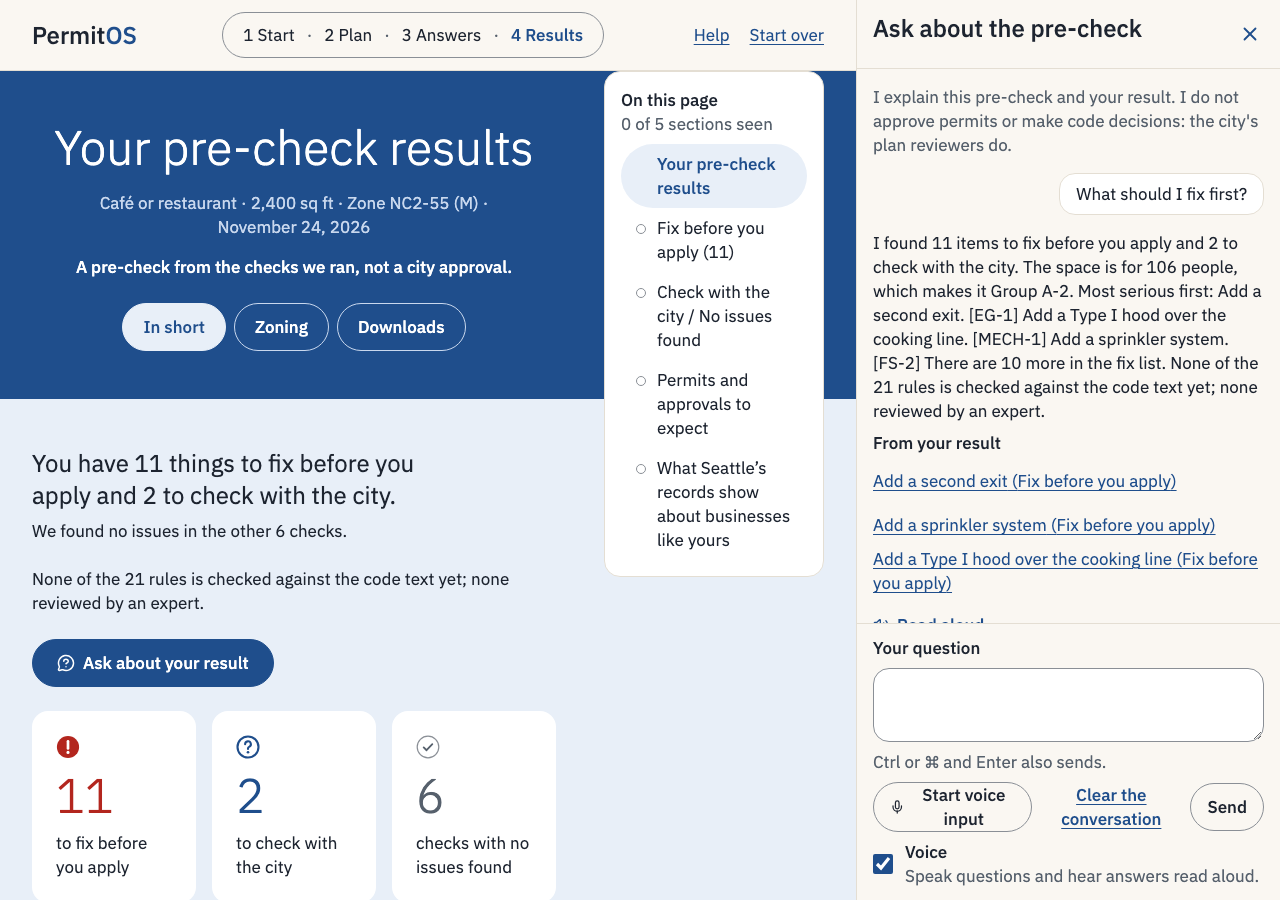 PermitOS
1 Start · 2 Plan · 3 Answers · 4 Results
Help
Start over
Your pre-check results
Café or restaurant · 2,400 sq ft · Zone NC2-55 (M) ·
November 24, 2026
A pre-check from the checks we ran, not a city approval.
In short
Zoning
Downloads
On this page
0 of 5 sections seen
Your pre-check
results
Fix before you
apply (11)
Check with the
city / No issues
found
Permits and
approvals to
expect
What Seattle’s
records show
about businesses
like yours
You have 11 things to fix before you
apply and 2 to check with the city.
We found no issues in the other 6 checks.
None of the 21 rules is checked against the code text yet; none
reviewed by an expert.
Ask about your result
11
to fix before
you apply
2
to check with
the city
6
checks with no
issues found
Ask about the pre-check
I explain this pre-check and your result. I do not
approve permits or make code decisions: the city's
plan reviewers do.
What should I fix first?
I found 11 items to fix before you apply and 2 to
check with the city. The space is for 106 people,
which makes it Group A-2. Most serious first: Add a
second exit. [EG-1] Add a Type I hood over the
cooking line. [MECH-1] Add a sprinkler system.
[FS-2] There are 10 more in the fix list. None of the
21 rules is checked against the code text yet; none
reviewed by an expert.
From your result
Add a second exit (Fix before you apply)
Add a sprinkler system (Fix before you apply)
Add a Type I hood over the cooking line (Fix before
you apply)
Read aloud
Your question
Ctrl or ⌘ and Enter also sends.
Start voice
input
Clear the
conversation
Send
Voice
Speak questions and hear answers read aloud.